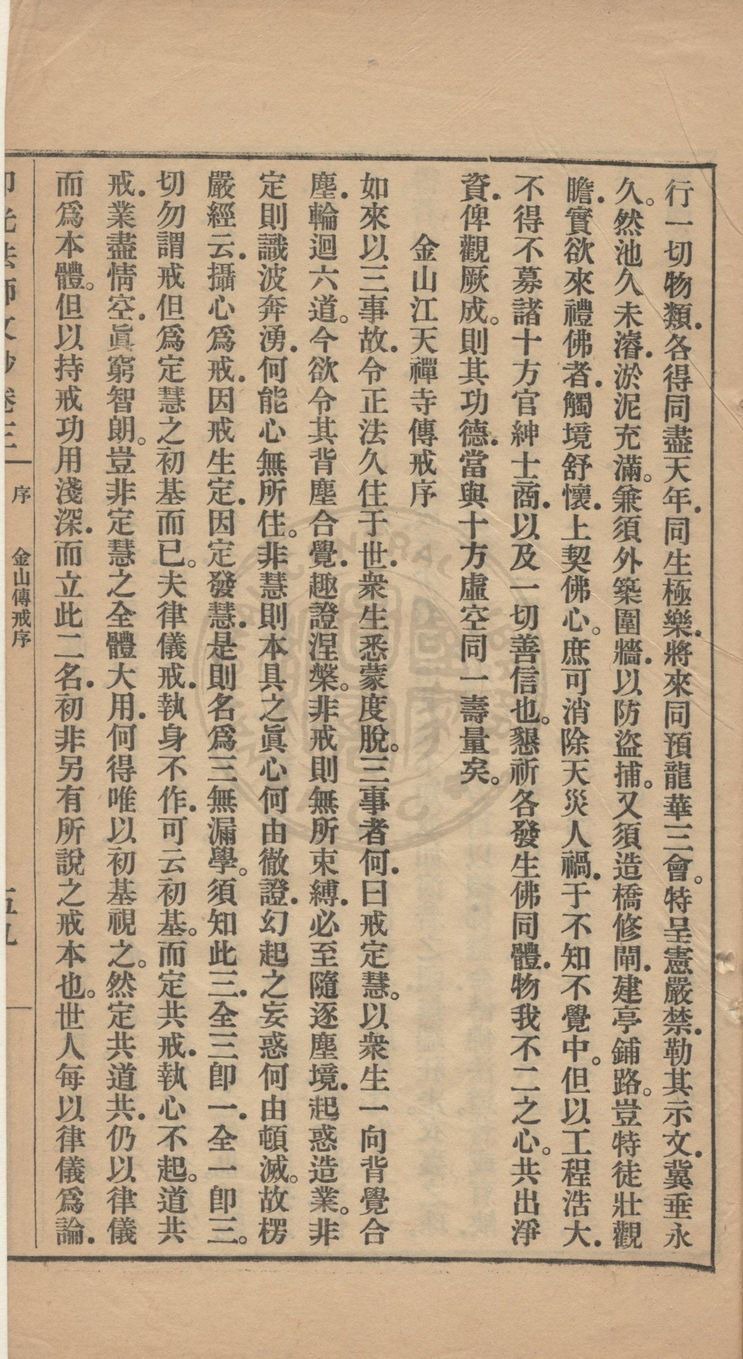 行一切物類.各得同盡天年.同生極樂.將來同預龍華三會。特呈憲嚴禁.勒其示文.冀垂永
久。然池久未濬.淤泥充滿。兼須外築圍牆.以防盜捕。又須造橋修閘.建亭鋪路。豈特徒壯觀
瞻.實欲來禮佛者.觸境舒懷.上契佛心。庶可消除天災人禍.于不知不覺中。但以工程浩大.
不得不募諸十方官紳士商.以及一切善信也。懇祈各發生佛同體.物我不二之心。共出淨
資.俾觀厥成。則其功德.當與十方虛空同一壽量矣。
金山江天禪寺傳戒序
如來以三事故.令正法久住于世.衆生悉蒙度脫。三事者何.曰戒定慧。以衆生一向背覺合
塵.輪迴六道。今欲令其背塵合覺.趣證涅槃。非戒則無所束縛.必至隨逐塵境.起惑造業。非
定則識波奔湧.何能心無所住。非慧則本具之眞心何由徹證.幻起之妄惑何由頓滅。故楞
嚴經云.攝心爲戒.因戒生定.因定發慧.是則名爲三無漏學。須知此三.全三卽一.全一卽三。
切勿謂戒但爲定慧之初基而已。夫律儀戒.執身不作.可云初基。而定共戒.執心不起。道共
戒.業盡情空.眞窮智朗。豈非定慧之全體大用.何得唯以初基視之。然定共道共.仍以律儀
而爲本體。但以持戒功用淺深.而立此二名.初非另有所說之戒本也。世人每以律儀爲論.
印光法師文鈔卷三 序 金山傳戒序 五九